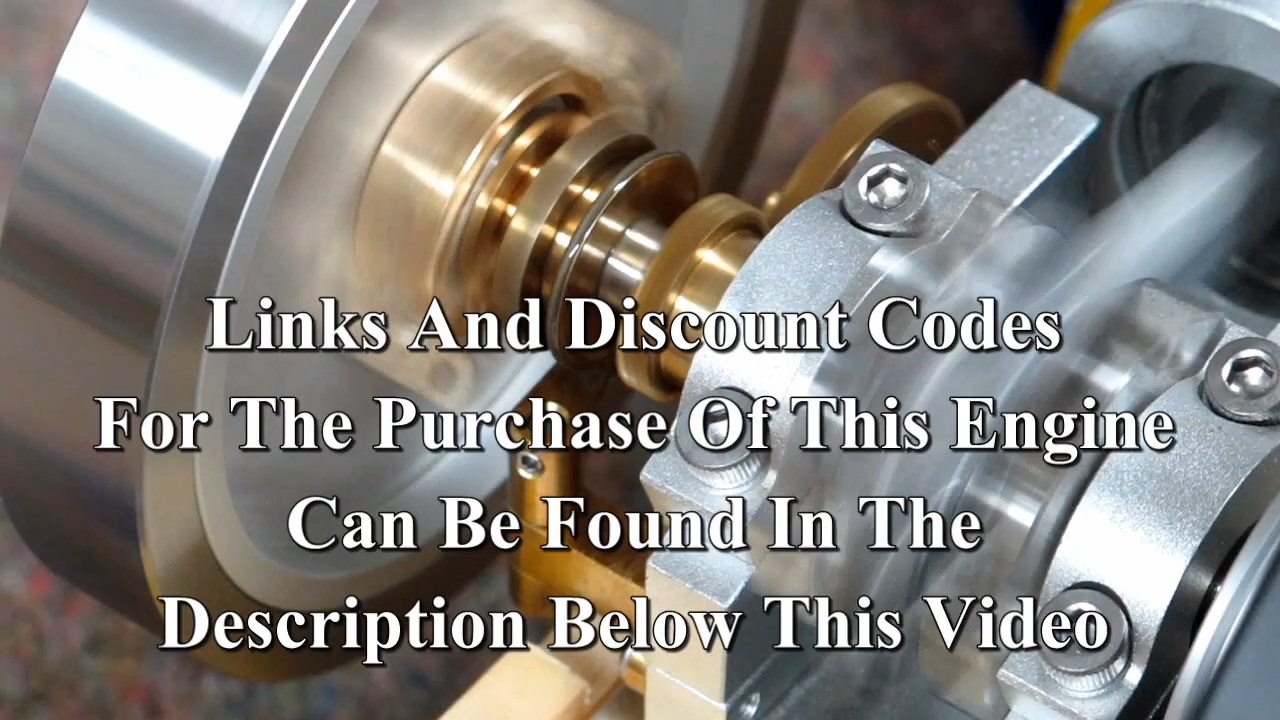 Links And Discount Codes
For The Purchase Of This Engine
Can Be Found In The
Description Below This Video